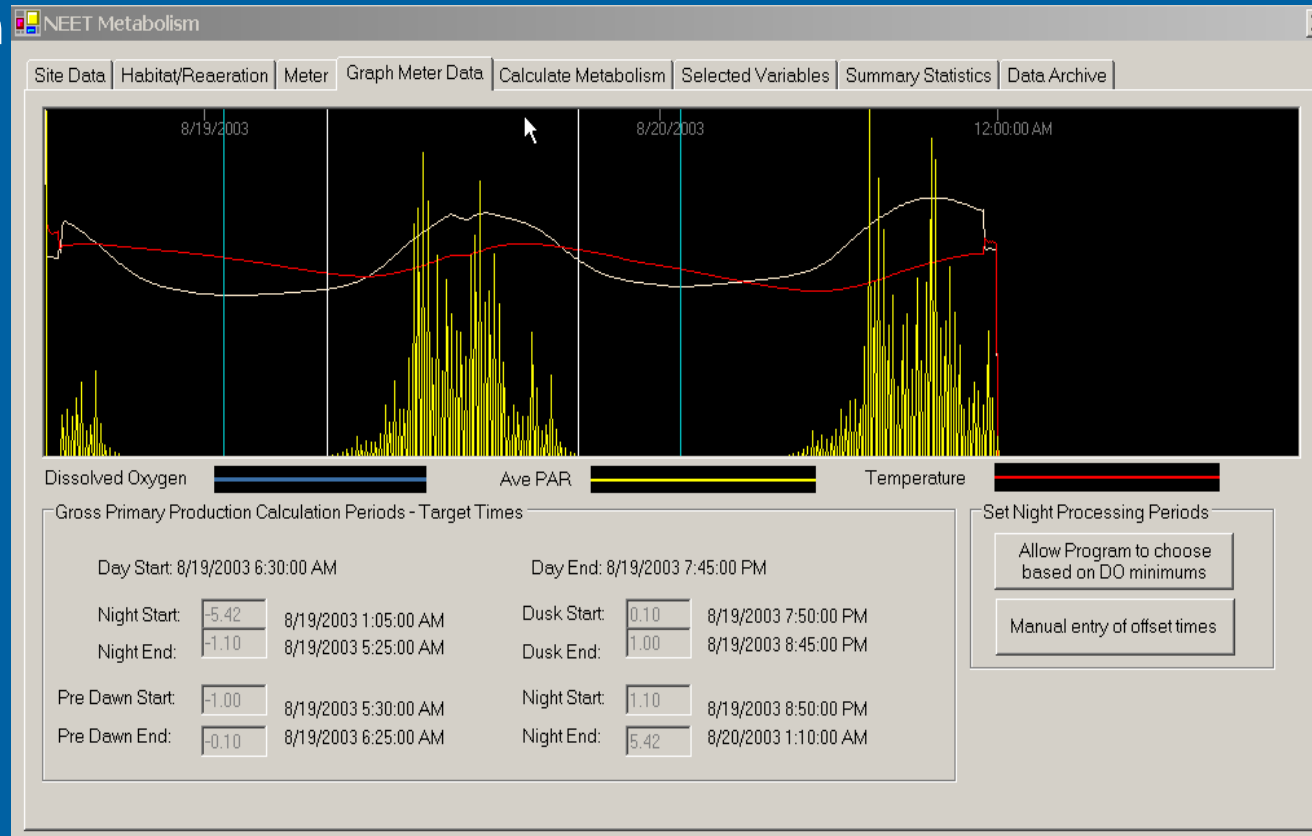 NEET Metabolism
Site Data Habitat/Reaeration Meter Graph Meter Data Calculate Metabolism Selected Variables Summary Statistics Data Archive
8/19/2003 8/20/2003 12:00:00 AM
Dissolved Oxygen Ave PAR Temperature
Gross Primary Production Calculation Periods - Target Times
Day Start: 8/19/2003 6:30:00 AM Day End: 8/19/2003 7:45:00 PM
Night Start: -5.42 8/19/2003 1:05:00 AM Dusk Start: 0.10 8/19/2003 7:50:00 PM
Night End: -1.10 8/19/2003 5:25:00 AM Dusk End: 1.00 8/19/2003 8:45:00 PM
Pre Dawn Start: -1.00 8/19/2003 5:30:00 AM Night Start: 1.10 8/19/2003 8:50:00 PM
Pre Dawn End: -0.10 8/19/2003 6:25:00 AM Night End: 5.42 8/20/2003 1:10:00 AM
Set Night Processing Periods
Allow Program to choose
based on DO minimums
Manual entry of offset times